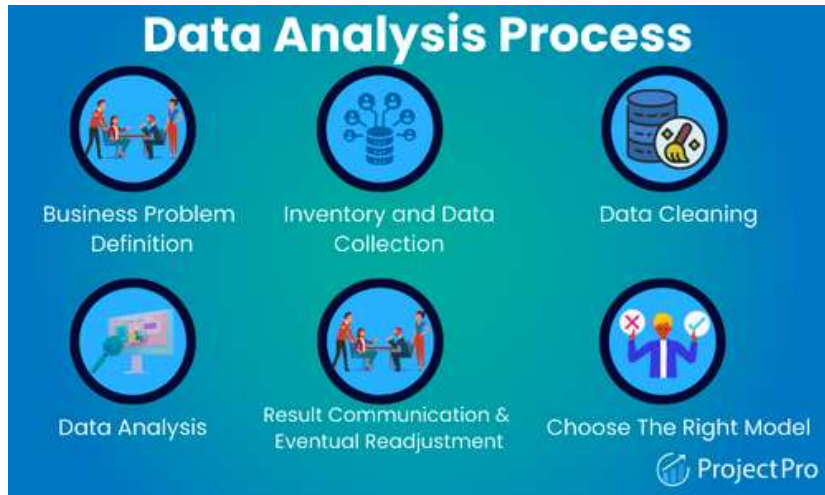 Data Analysis Process
Business Problem
Definition
Inventory and Data
Collection
Data Cleaning
Data Analysis
Result Communication &
Eventual Readjustment
Choose The Right Model
ProjectPro